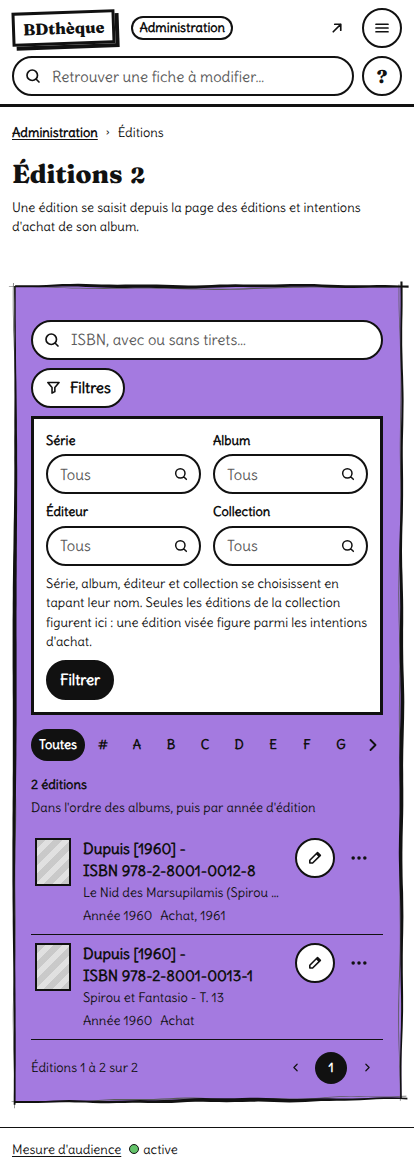 BDthèque
Administration
Retrouver une fiche à modifier...
?
Administration › Éditions
Éditions 2
Une édition se saisit depuis la page des éditions et intentions
d'achat de son album.
ISBN, avec ou sans tirets...
Filtres
Série Album
Tous Tous
Éditeur Collection
Tous Tous
Série, album, éditeur et collection se choisissent en
tapant leur nom. Seules les éditions de la collection
figurent ici : une édition visée figure parmi les intentions
d'achat.
Filtrer
Toutes # A B C D E F G
2 éditions
Dans l'ordre des albums, puis par année d'édition
Dupuis [1960] -
ISBN 978-2-8001-0012-8
Le Nid des Marsupilamis (Spirou ...
Année 1960 Achat, 1961
Dupuis [1960] -
ISBN 978-2-8001-0013-1
Spirou et Fantasio - T. 13
Année 1960 Achat
Éditions 1 à 2 sur 2 ‹ 1 ›
Mesure d'audience active